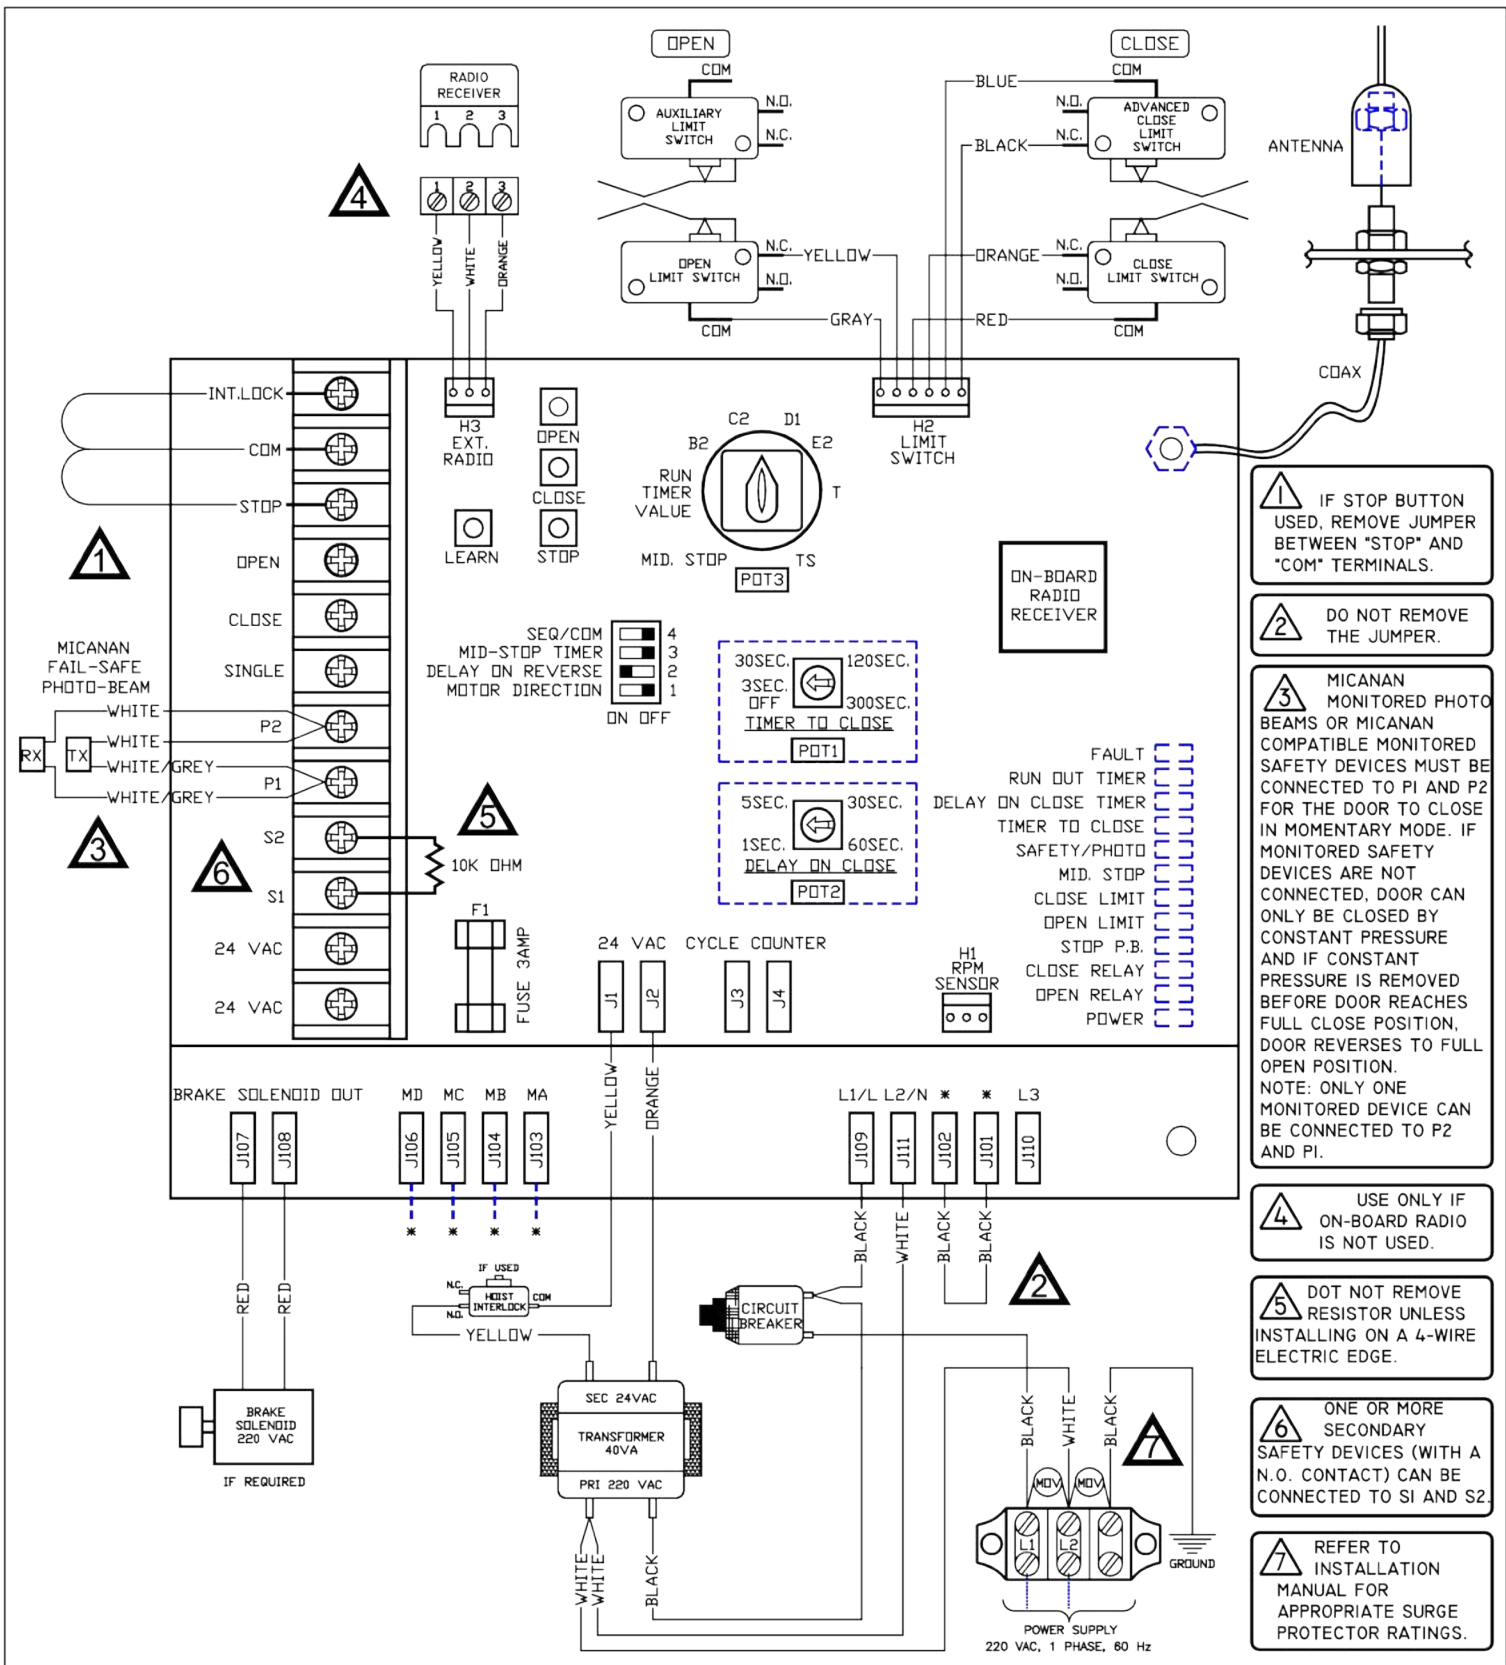 OPEN
CLOSE
COM
COM
RADIO
RECEIVER
1 2 3
AUXILIARY
LIMIT
SWITCH
N.O.
N.C.
BLUE
BLACK
N.O.
N.C.
ADVANCED
CLOSE
LIMIT
SWITCH
ANTENNA
4
1 2 3
YELLOW
WHITE
ORANGE
OPEN
LIMIT SWITCH
N.C.
N.O.
COM
YELLOW
GRAY
ORANGE
RED
N.C.
N.O.
CLOSE
LIMIT SWITCH
COM
COAX
INT.LOCK
COM
STOP
OPEN
CLOSE
SINGLE
P2
P1
S2
S1
24 VAC
24 VAC
1
MICANAN
FAIL-SAFE
PHOTO-BEAM
WHITE
WHITE
WHITE/GREY
WHITE/GREY
RX
TX
3
6
5
10K OHM
H3
EXT.
RADIO
OPEN
CLOSE
LEARN
STOP
RUN
TIMER
VALUE
B2
C2
D1
E2
T
TS
MID. STOP
POT3
H2
LIMIT
SWITCH
ON-BOARD
RADIO
RECEIVER
SEQ/COM 4
MID-STOP TIMER 3
DELAY ON REVERSE 2
MOTOR DIRECTION 1
ON OFF
30SEC. 120SEC.
3SEC.
OFF 300SEC.
TIMER TO CLOSE
POT1
5SEC. 30SEC.
1SEC. 60SEC.
DELAY ON CLOSE
POT2
FAULT
RUN OUT TIMER
DELAY ON CLOSE TIMER
TIMER TO CLOSE
SAFETY/PHOTO
MID. STOP
CLOSE LIMIT
OPEN LIMIT
STOP P.B.
CLOSE RELAY
OPEN RELAY
POWER
F1
FUSE 3AMP
24 VAC
J1
J2
CYCLE COUNTER
J3
J4
H1
RPM
SENSOR
BRAKE SOLENOID OUT
J107
J108
MD MC MB MA
J106
J105
J104
J103
* * * *
YELLOW
ORANGE
L1/L L2/N * * L3
J109
J111
J102
J101
J110
BLACK
WHITE
BLACK
BLACK
2
RED
RED
BRAKE
SOLENOID
220 VAC
IF REQUIRED
IF USED
N.C.
HOIST
INTERLOCK
COM
N.O.
YELLOW
CIRCUIT
BREAKER
SEC 24VAC
TRANSFORMER
40VA
PRI 220 VAC
WHITE
WHITE
BLACK
BLACK
WHITE
BLACK
7
MOV
MOV
L1
L2
GROUND
POWER SUPPLY
220 VAC, 1 PHASE, 60 Hz
1 IF STOP BUTTON
USED, REMOVE JUMPER
BETWEEN "STOP" AND
"COM" TERMINALS.
2 DO NOT REMOVE
THE JUMPER.
3 MICANAN
MONITORED PHOTO
BEAMS OR MICANAN
COMPATIBLE MONITORED
SAFETY DEVICES MUST BE
CONNECTED TO P1 AND P2
FOR THE DOOR TO CLOSE
IN MOMENTARY MODE. IF
MONITORED SAFETY
DEVICES ARE NOT
CONNECTED, DOOR CAN
ONLY BE CLOSED BY
CONSTANT PRESSURE
AND IF CONSTANT
PRESSURE IS REMOVED
BEFORE DOOR REACHES
FULL CLOSE POSITION,
DOOR REVERSES TO FULL
OPEN POSITION.
NOTE: ONLY ONE
MONITORED DEVICE CAN
BE CONNECTED TO P2
AND P1.
4 USE ONLY IF
ON-BOARD RADIO
IS NOT USED.
5 DOT NOT REMOVE
RESISTOR UNLESS
INSTALLING ON A 4-WIRE
ELECTRIC EDGE.
6 ONE OR MORE
SECONDARY
SAFETY DEVICES (WITH A
N.O. CONTACT) CAN BE
CONNECTED TO S1 AND S2.
7 REFER TO
INSTALLATION
MANUAL FOR
APPROPRIATE SURGE
PROTECTOR RATINGS.